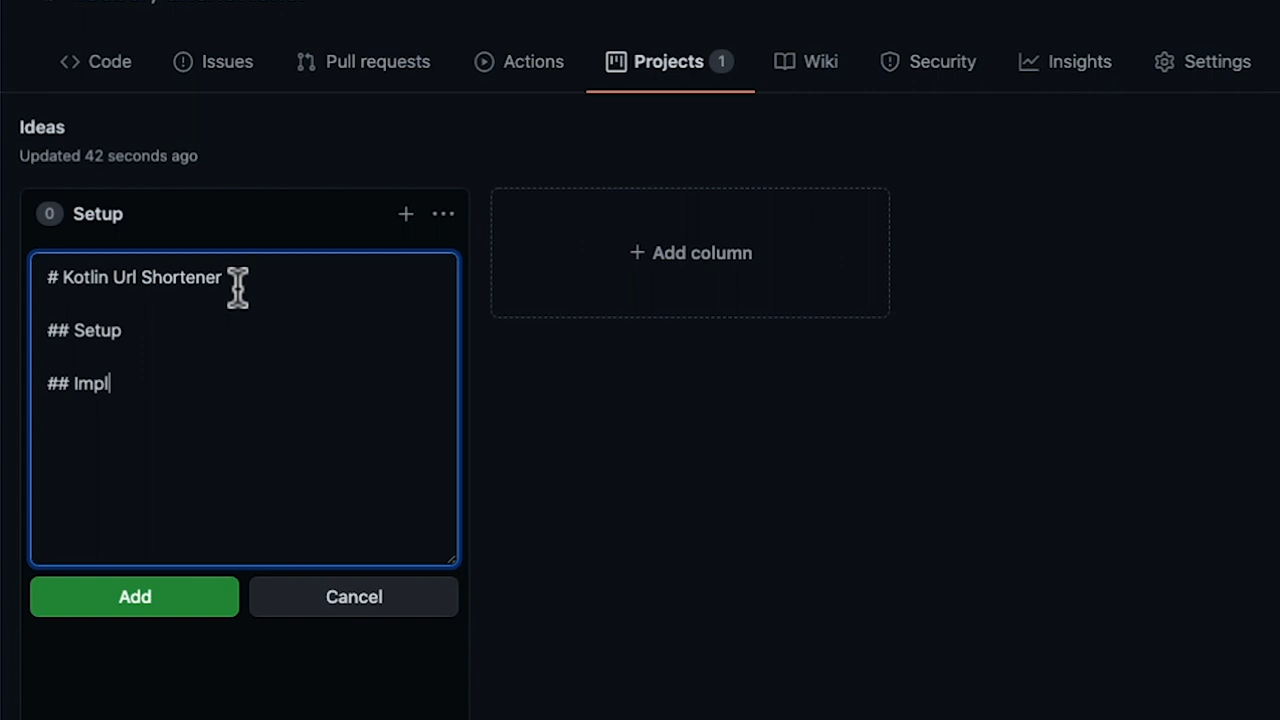 Code Issues Pull requests Actions Projects 1 Wiki Security Insights Settings
Ideas
Updated 42 seconds ago
0 Setup
+ Add column
# Kotlin Url Shortener
## Setup
## Impl
Add Cancel